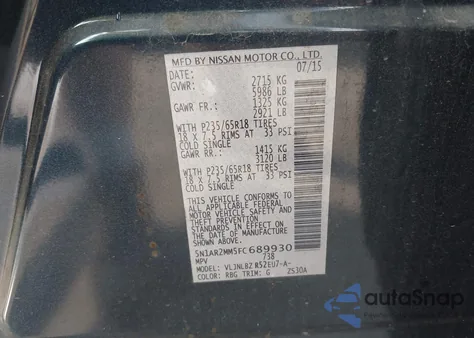 MFD BY NISSAN MOTOR CO., LTD.
DATE: 07/15
GVWR: 2715 KG
5986 LB
GAWR FR.: 1325 KG
2921 LB
WITH P235/65R18 TIRES
18 X 7.5 RIMS AT 33 PSI
COLD SINGLE
GAWR RR.: 1415 KG
3120 LB
WITH P235/65R18 TIRES
18 X 7.5 RIMS AT 33 PSI
COLD SINGLE
THIS VEHICLE CONFORMS TO
ALL APPLICABLE FEDERAL
MOTOR VEHICLE SAFETY AND
BUMPER STANDARDS IN
EFFECT ON THE DATE OF
MANUFACTURE SHOWN ABOVE.
5N1AR2MM5FC689930
MPV 738
MODEL: R52EU7-A-
COLOR: RBG TRIM: G 2530A
autoSnap